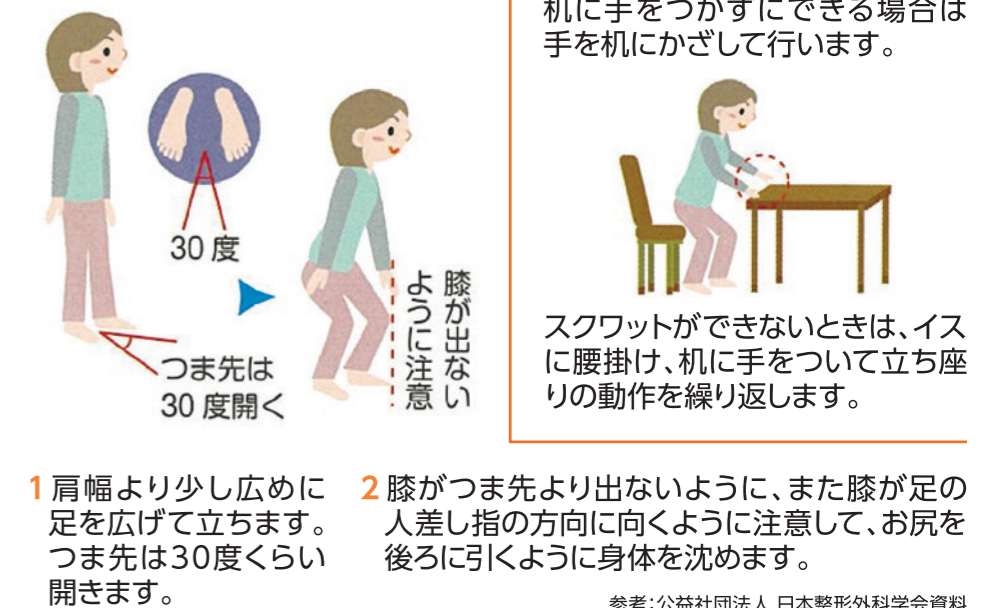 30度
つま先は
30度開く
膝が出ない
ように注意
机に手をつかずにできる場合は
手を机にかざして行います。
スクワットができないときは、イス
に腰掛け、机に手をついて立ち座
りの動作を繰り返します。
1 肩幅より少し広めに
足を広げて立ちます。
つま先は30度くらい
開きます。
2 膝がつま先より出ないように、また膝が足の
人差し指の方向に向くように注意して、お尻を
後ろに引くように身体を沈めます。
参考：公益社団法人 日本整形外科学会資料